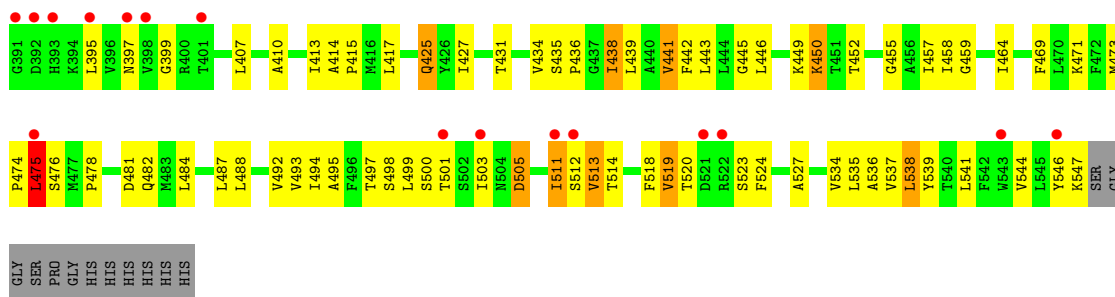 G391 D392 H393 K394 L395 V396 N397 V398 G399 R400 T401 L407 A410 I413 A414 P415 M416 L417 Q425 Y426 I427 T431 V434 S435 P436 G437 I438 L439 A440 V441 F442 L443 L444 G445 L446 K449 K450 T451 T452 G455 A456 I457 I458 G459 I464 F469 L470 K471 F472 M473
P474 L475 S476 M477 P478 D481 Q482 M483 L484 L487 L488 V492 V493 I494 A495 F496 T497 S498 L499 S500 T501 S502 I503 N504 D505 I511 S512 V513 T514 F518 V519 T520 D521 R522 S523 F524 A527 V534 L535 A536 V537 L538 Y539 T540 L541 F542 W543 V544 L545 Y546 K547 SER GLY
GLY SER PRO GLY HIS HIS HIS HIS HIS HIS